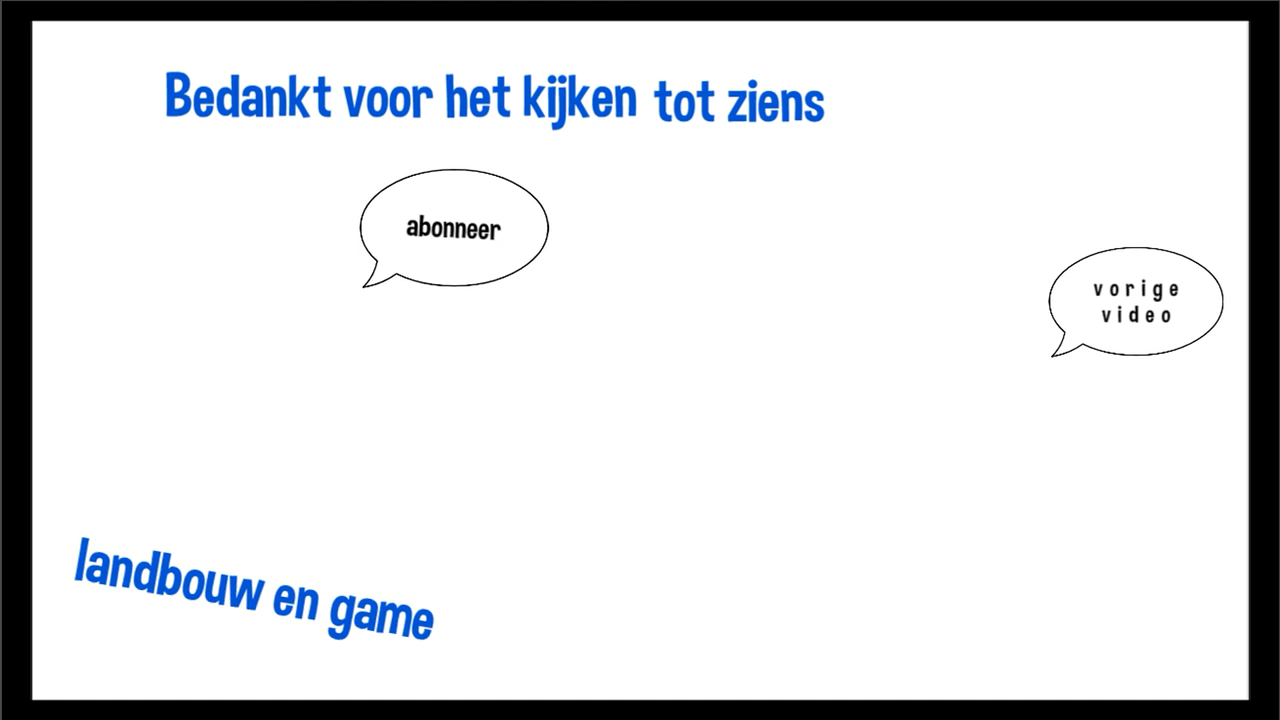 Bedankt voor het kijken tot ziens
abonneer
vorige
video
landbouw en game